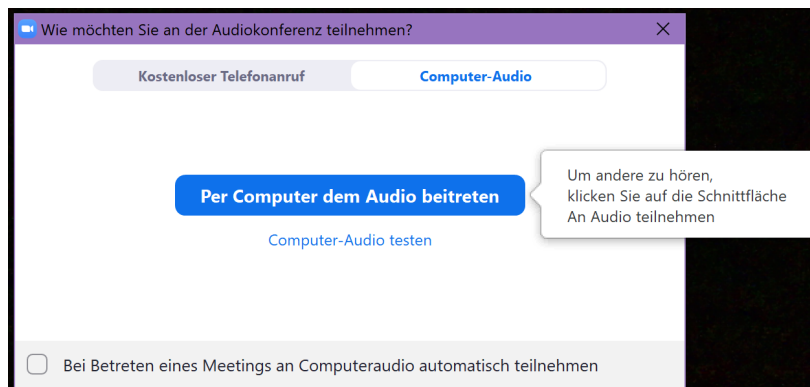 Wie möchten Sie an der Audiokonferenz teilnehmen?
Kostenloser Telefonanruf
Computer-Audio
Per Computer dem Audio beitreten
Um andere zu hören,
klicken Sie auf die Schnittfläche
An Audio teilnehmen
Computer-Audio testen
Bei Betreten eines Meetings an Computeraudio automatisch teilnehmen